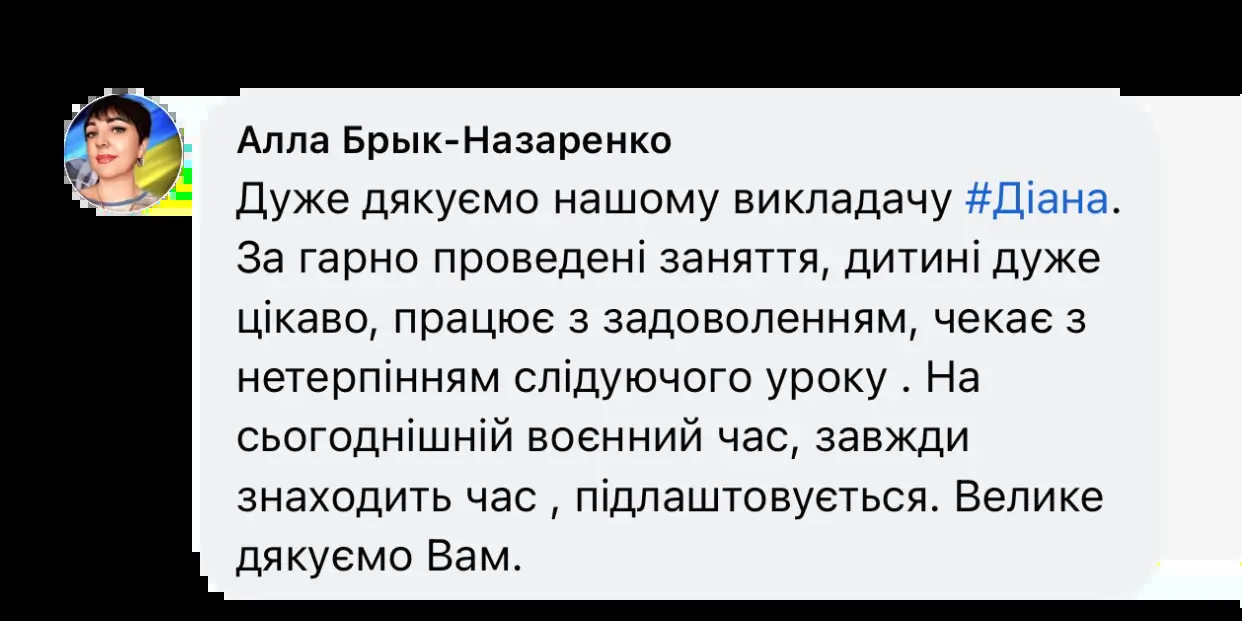 Алла Брык-Назаренко
Дуже дякуємо нашому викладачу #Діана.
За гарно проведені заняття, дитині дуже
цікаво, працює з задоволенням, чекає з
нетерпінням слідуючого уроку . На
сьогоднішній воєнний час, завжди
знаходить час , підлаштовується. Велике
дякуємо Вам.